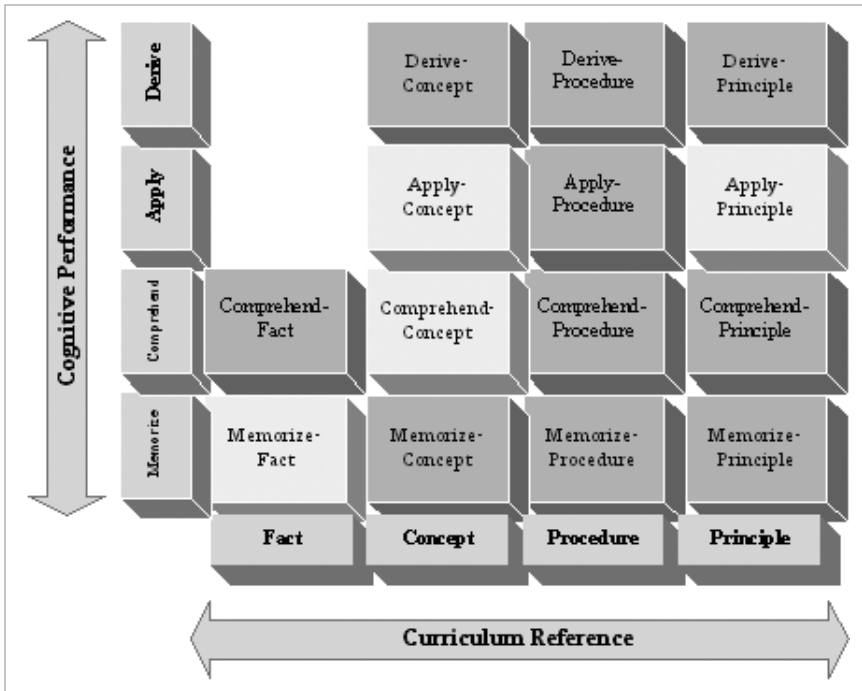 Cognitive Performance
Derive
Derive-
Concept
Derive-
Procedure
Derive-
Principle
Apply
Apply-
Concept
Apply-
Procedure
Apply-
Principle
Comprehend
Comprehend-
Fact
Comprehend-
Concept
Comprehend-
Procedure
Comprehend-
Principle
Memorize
Memorize-
Fact
Memorize-
Concept
Memorize-
Procedure
Memorize-
Principle
Fact
Concept
Procedure
Principle
Curriculum Reference